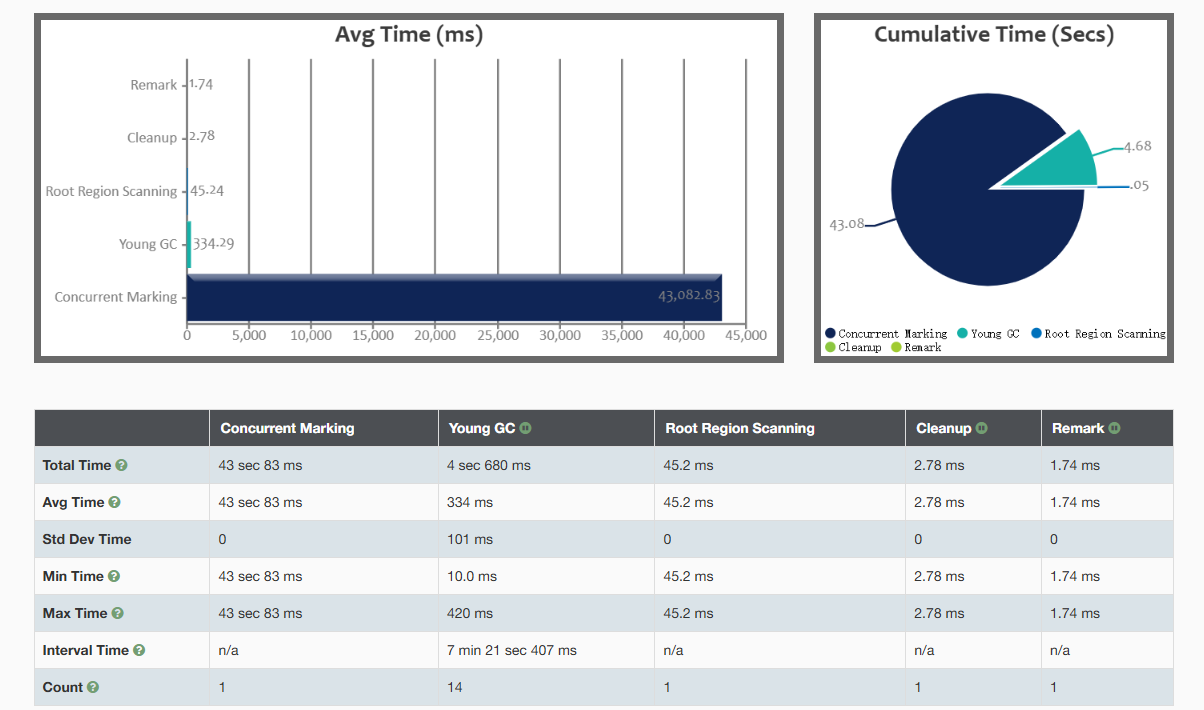 Avg Time (ms)
Remark 1.74
Cleanup 2.78
Root Region Scanning 45.24
Young GC 334.29
Concurrent Marking 43,082.83
0 5,000 10,000 15,000 20,000 25,000 30,000 35,000 40,000 45,000
Cumulative Time (Secs)
4.68
.05
43.08
Concurrent Marking Young GC Root Region Scanning
Cleanup Remark
Concurrent Marking Young GC Root Region Scanning Cleanup Remark
Total Time 43 sec 83 ms 4 sec 680 ms 45.2 ms 2.78 ms 1.74 ms
Avg Time 43 sec 83 ms 334 ms 45.2 ms 2.78 ms 1.74 ms
Std Dev Time 0 101 ms 0 0 0
Min Time 43 sec 83 ms 10.0 ms 45.2 ms 2.78 ms 1.74 ms
Max Time 43 sec 83 ms 420 ms 45.2 ms 2.78 ms 1.74 ms
Interval Time n/a 7 min 21 sec 407 ms n/a n/a n/a
Count 1 14 1 1 1